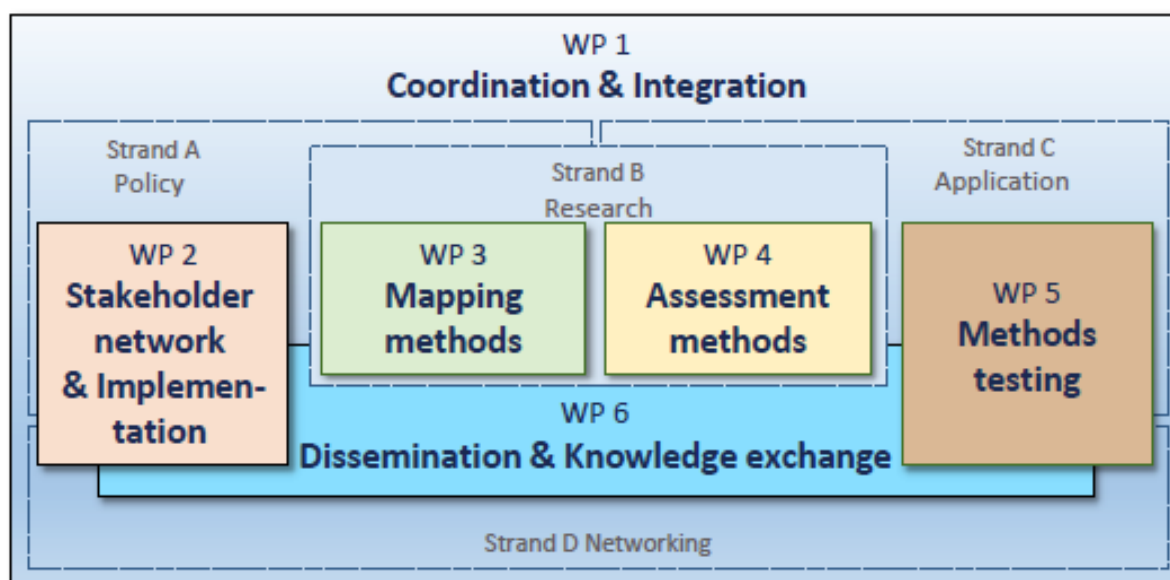 WP 1
Coordination & Integration
Strand A
Policy
Strand B
Research
Strand C
Application
WP 2
Stakeholder
network
& Implemen-
tation
WP 3
Mapping
methods
WP 4
Assessment
methods
WP 5
Methods
testing
WP 6
Dissemination & Knowledge exchange
Strand D Networking